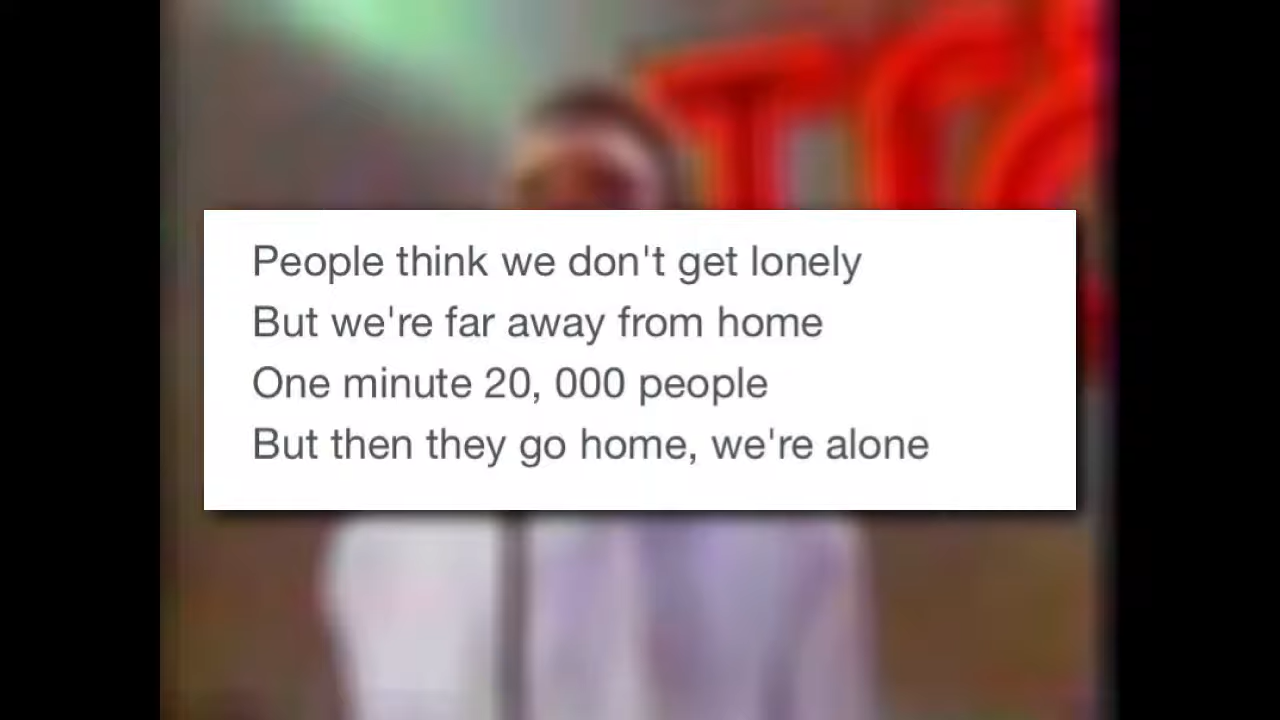 People think we don't get lonely
But we're far away from home
One minute 20, 000 people
But then they go home, we're alone